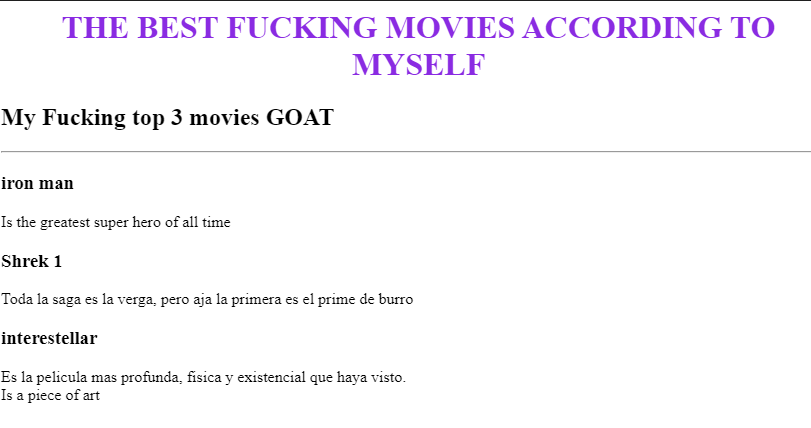 THE BEST FUCKING MOVIES ACCORDING TO
MYSELF
My Fucking top 3 movies GOAT
iron man
Is the greatest super hero of all time
Shrek 1
Toda la saga es la verga, pero aja la primera es el prime de burro
interestellar
Es la pelicula mas profunda, fisica y existencial que haya visto.
Is a piece of art